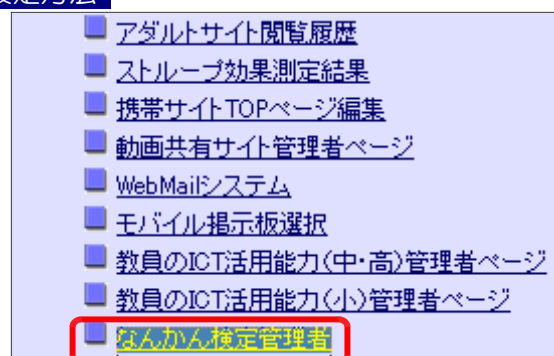 アダルトサイト閲覧履歴
ストループ効果測定結果
携帯サイトTOPページ編集
動画共有サイト管理者ページ
WebMailシステム
モバイル掲示板選択
教員のICT活用能力(中・高)管理者ページ
教員のICT活用能力(小)管理者ページ
なんかん検定管理者